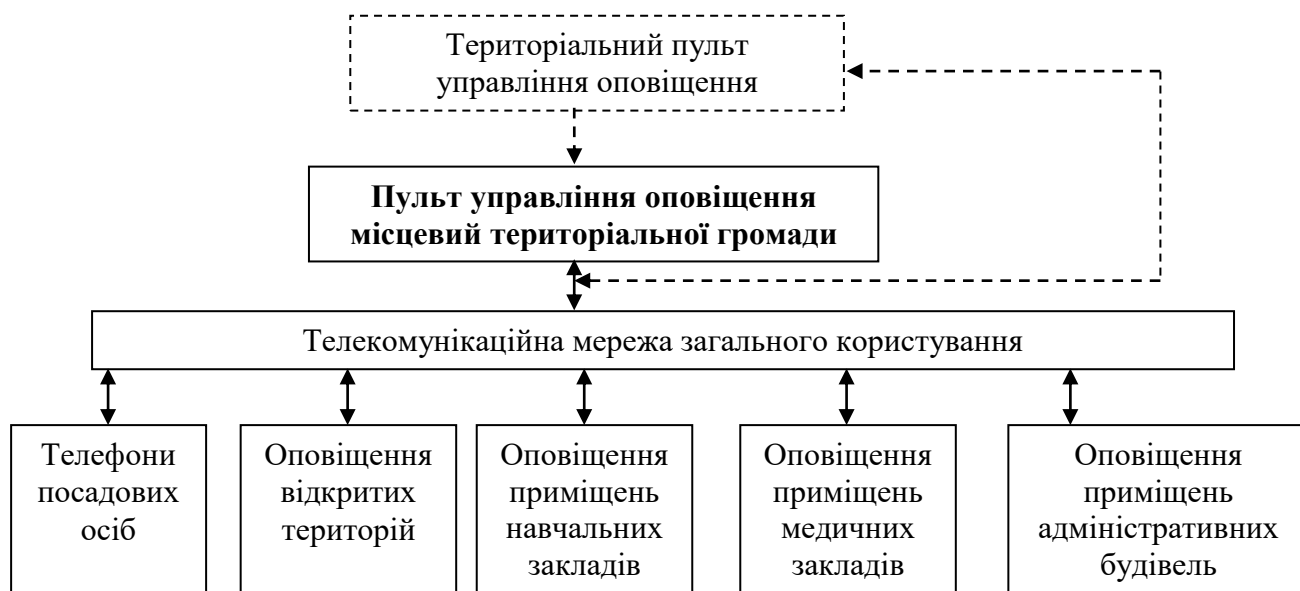 Територіальний пульт
управління оповіщення
Пульт управління оповіщення
місцевий територіальної громади
Телекомунікаційна мережа загального користування
Телефони
посадових
осіб
Оповіщення
відкритих
територій
Оповіщення
приміщень
навчальних
закладів
Оповіщення
приміщень
медичних
закладів
Оповіщення
приміщень
адміністративних
будівель